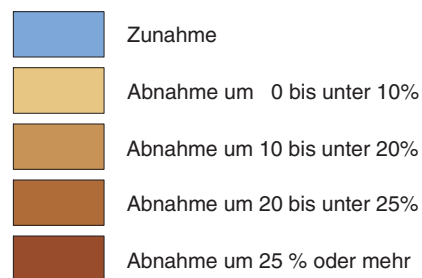 Zunahme
Abnahme um 0 bis unter 10%
Abnahme um 10 bis unter 20%
Abnahme um 20 bis unter 25%
Abnahme um 25 % oder mehr